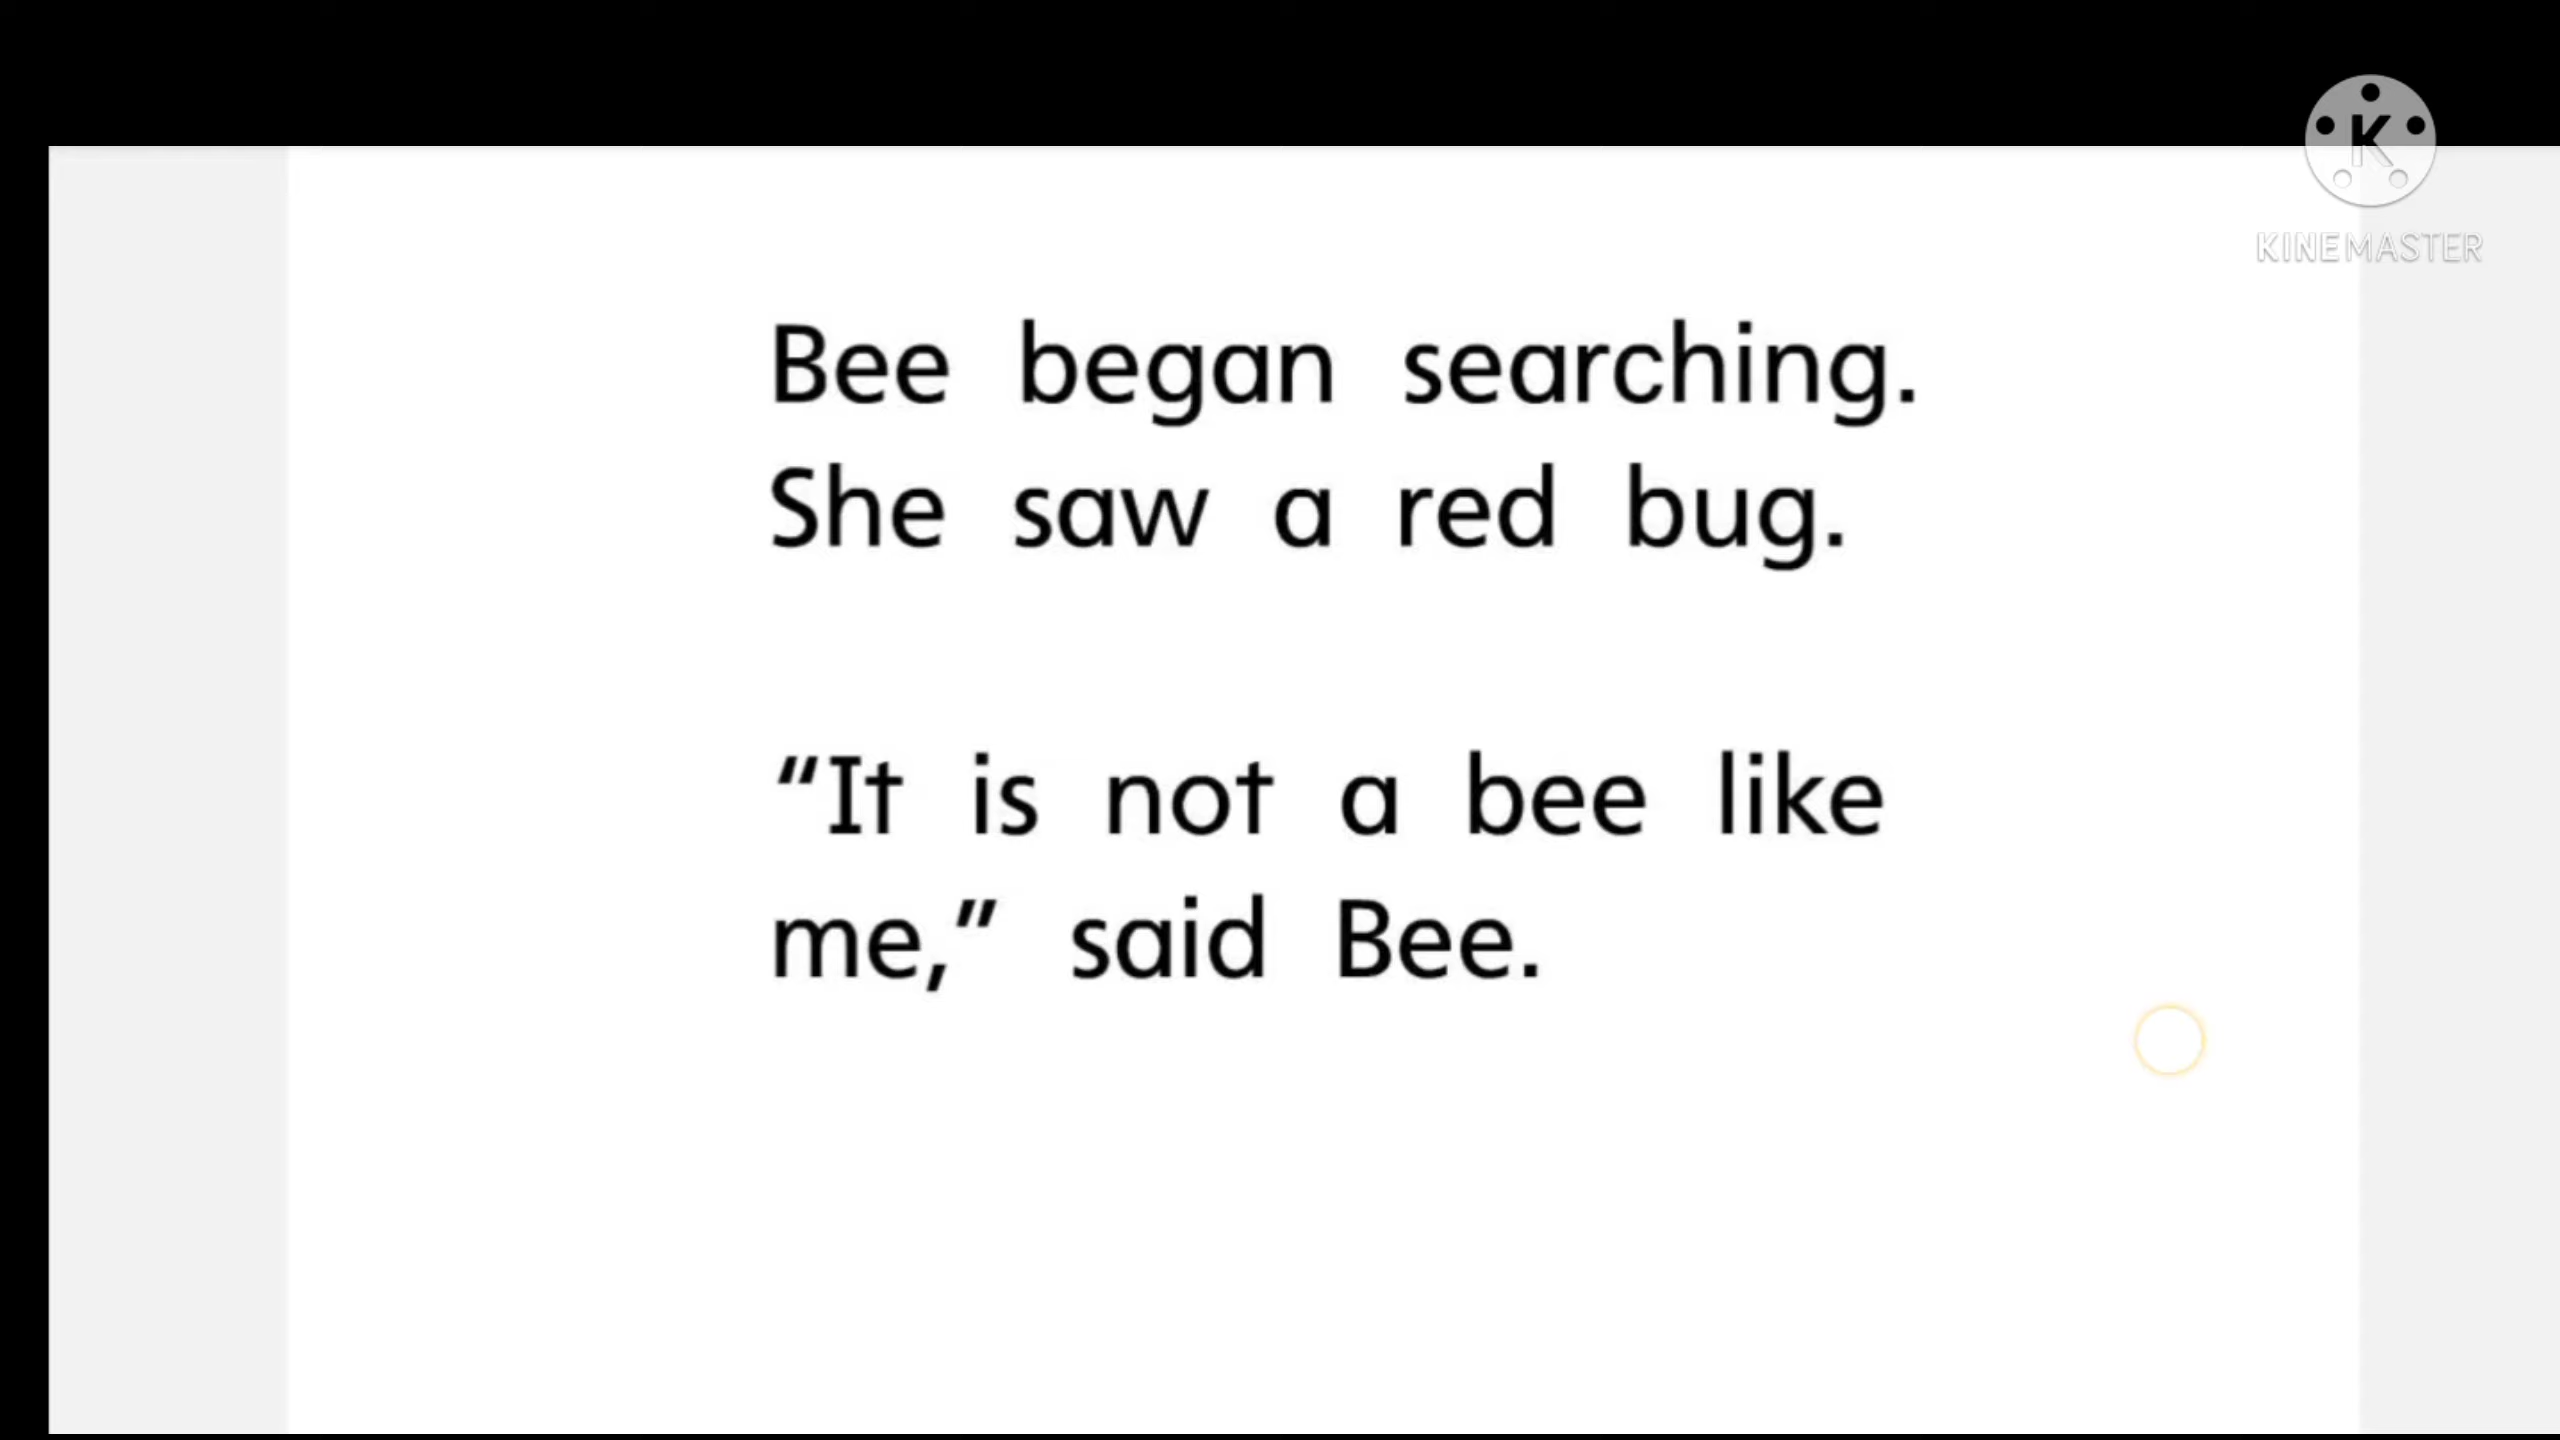 K
KINEMASTER
Bee began searching.
She saw a red bug.
“It is not a bee like
me,” said Bee.